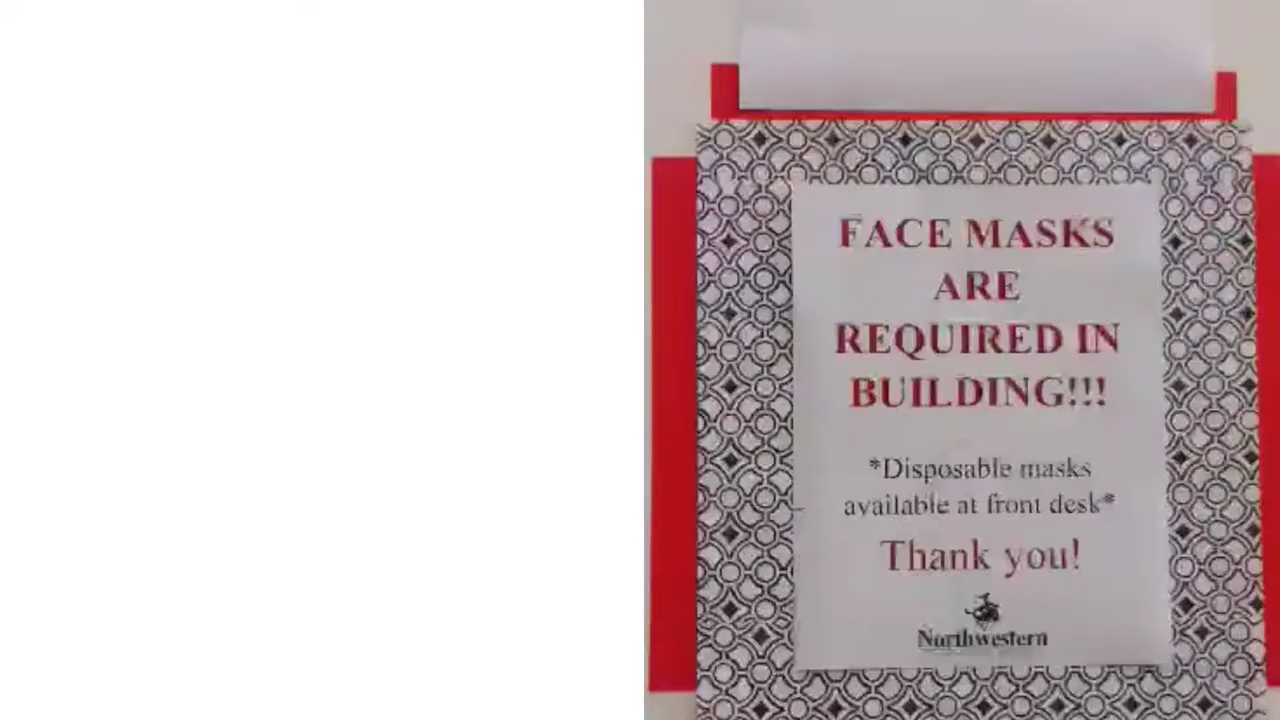 FACE MASKS
ARE
REQUIRED IN
BUILDING!!!
*Disposable masks
available at front desk*
Thank you!
Northwestern